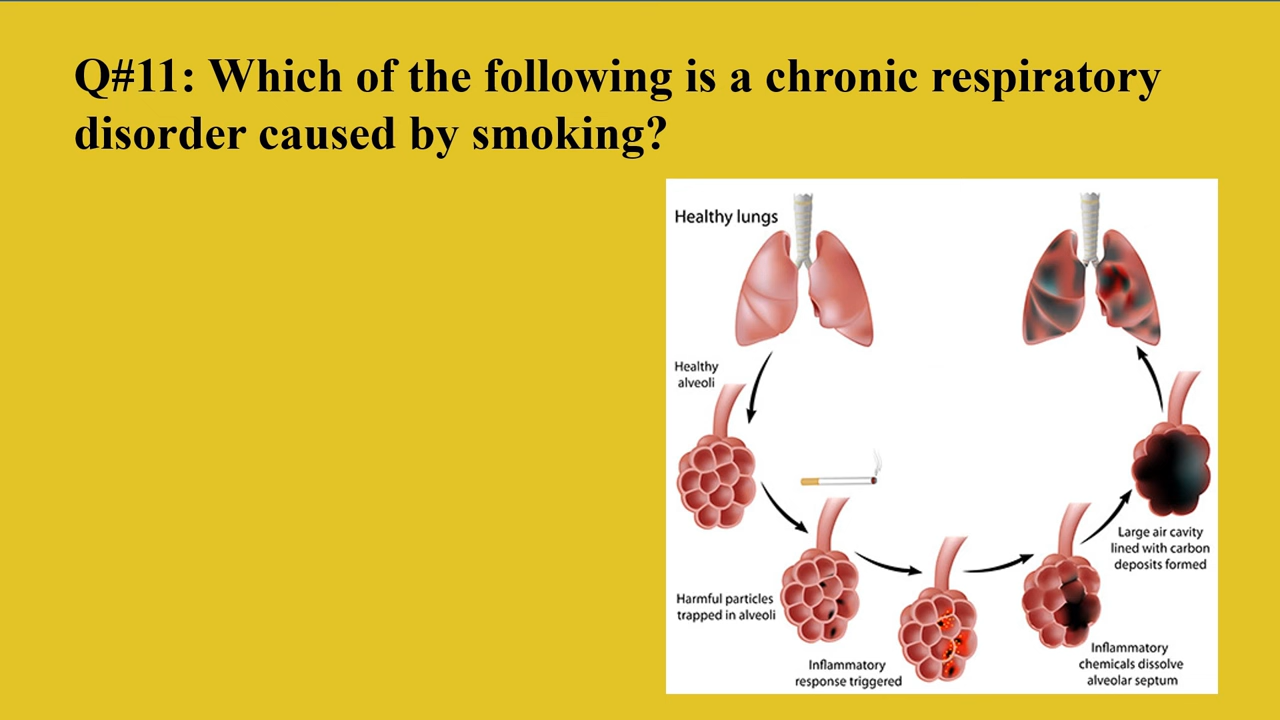 Q#11: Which of the following is a chronic respiratory
disorder caused by smoking?
Healthy lungs
Healthy
alveoli
Harmful particles
trapped in alveoli
Inflammatory
response triggered
Inflammatory
chemicals dissolve
alveolar septum
Large air cavity
lined with carbon
deposits formed